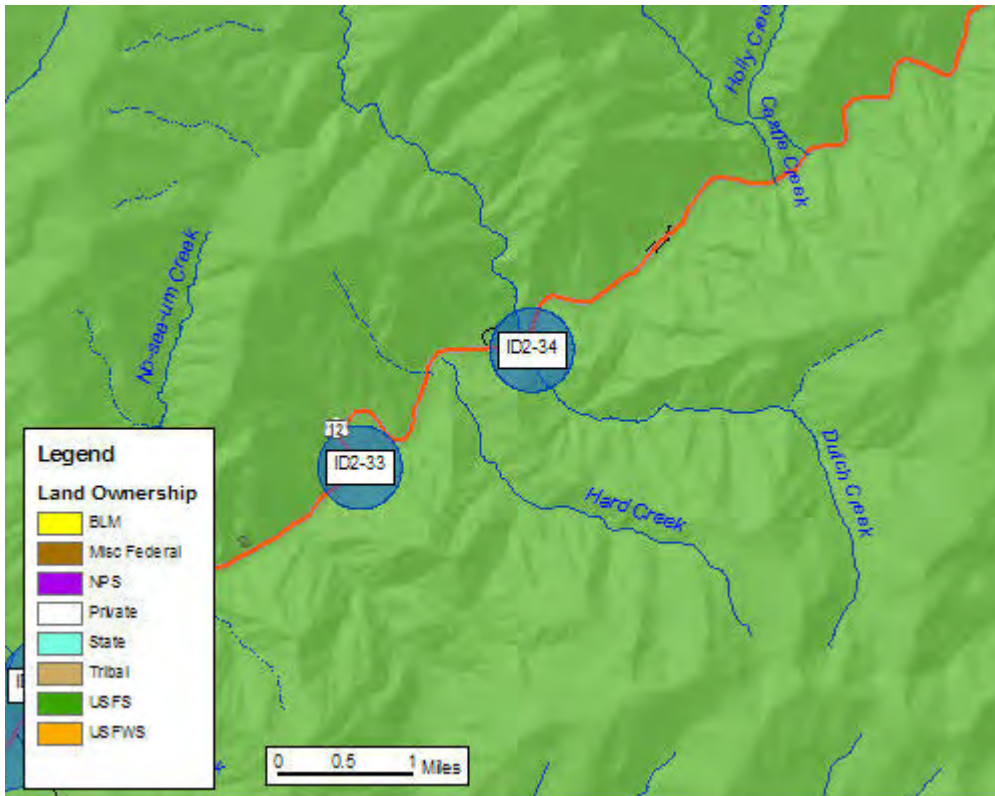 Holly Cree
Castle Creek
No-see-um Creek
ID2-34
12
ID2-33
Dutch Creek
Hard Creek
Legend
Land Ownership
BLM
Misc Federal
NPS
Private
State
Tribal
USFS
USFWS
0 0.5 1 Miles